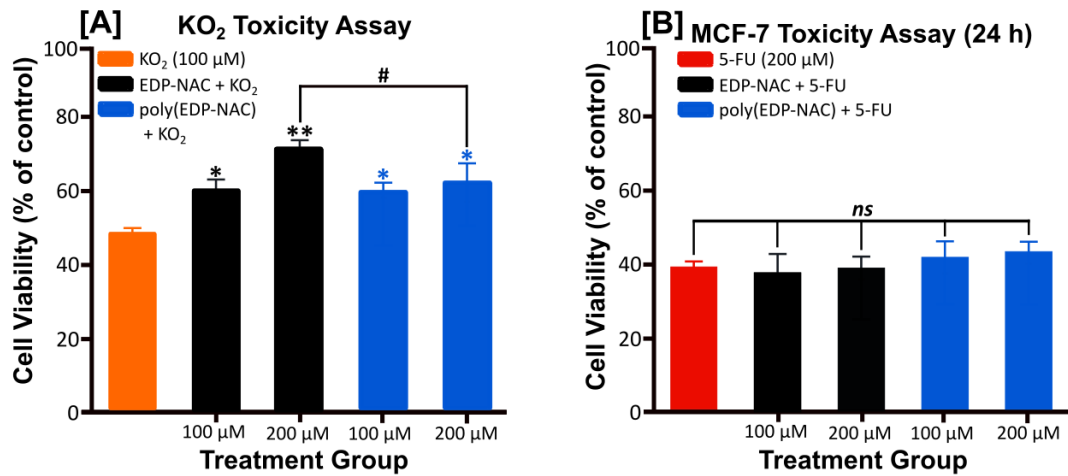 [A] KO₂ Toxicity Assay
Cell Viability (% of control)
100
80
60
40
20
0
KO₂ (100 µM)
EDP-NAC + KO₂
poly(EDP-NAC)
+ KO₂
#
*
**
*
*
100 µM 200 µM 100 µM 200 µM
Treatment Group
[B] MCF-7 Toxicity Assay (24 h)
Cell Viability (% of control)
100
80
60
40
20
0
5-FU (200 µM)
EDP-NAC + 5-FU
poly(EDP-NAC) + 5-FU
ns
100 µM 200 µM 100 µM 200 µM
Treatment Group